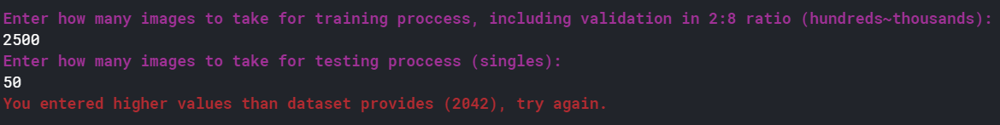 Enter how many images to take for training proccess, including validation in 2:8 ratio (hundreds~thousands):
2500
Enter how many images to take for testing proccess (singles):
50
You entered higher values than dataset provides (2042), try again.